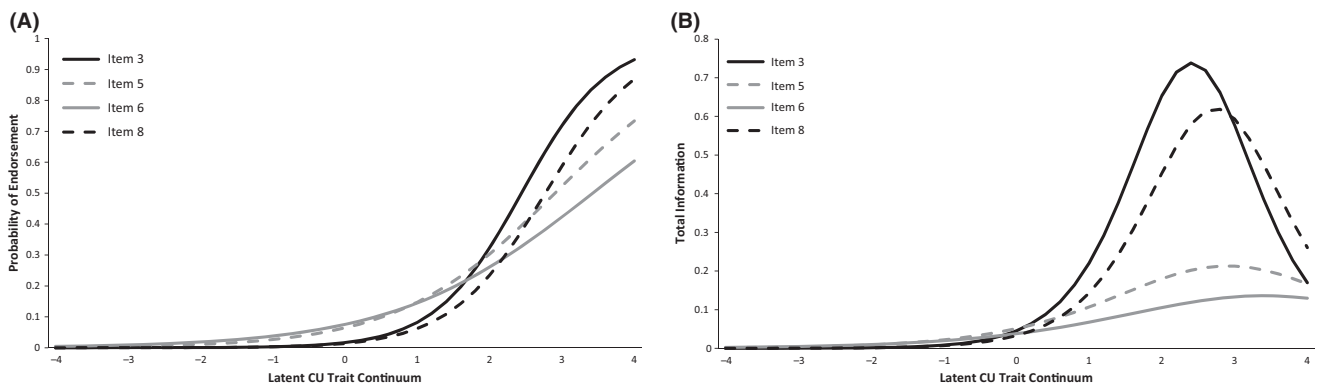 (A)
1
0.9
0.8
0.7
0.6
0.5
0.4
0.3
0.2
0.1
0
Probability of Endorsement
Item 3
Item 5
Item 6
Item 8
–4 –3 –2 –1 0 1 2 3 4
Latent CU Trait Continuum
(B)
0.8
0.7
0.6
0.5
0.4
0.3
0.2
0.1
0
Total Information
Item 3
Item 5
Item 6
Item 8
–4 –3 –2 –1 0 1 2 3 4
Latent CU Trait Continuum